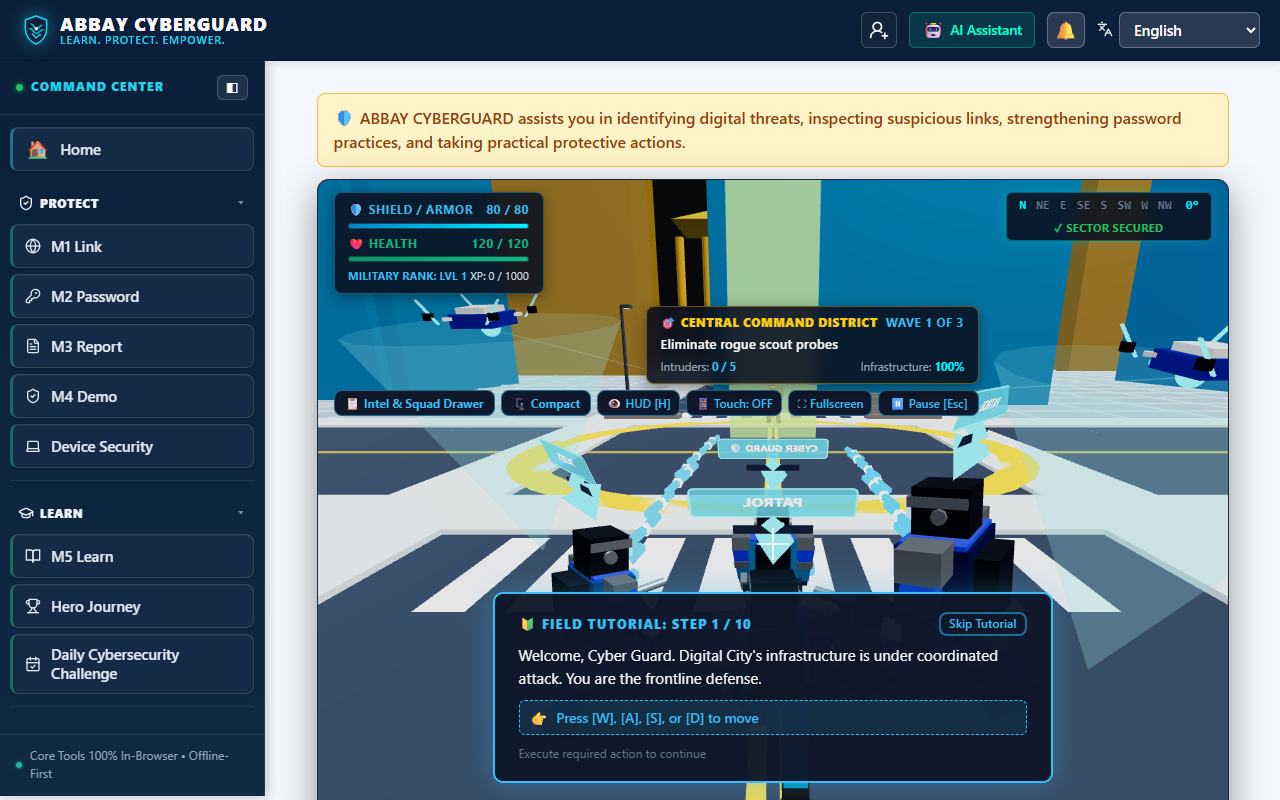 ABBAY CYBERGUARD
LEARN. PROTECT. EMPOWER.
AI Assistant
English
COMMAND CENTER
Home
PROTECT
M1 Link
M2 Password
M3 Report
M4 Demo
Device Security
LEARN
M5 Learn
Hero Journey
Daily Cybersecurity
Challenge
Core Tools 100% In-Browser • Offline-
First
ABBAY CYBERGUARD assists you in identifying digital threats, inspecting suspicious links, strengthening password
practices, and taking practical protective actions.
SHIELD / ARMOR 80 / 80
HEALTH 120 / 120
MILITARY RANK: LVL 1 XP: 0 / 1000
N NE E SE S SW W NW 0°
✓ SECTOR SECURED
CENTRAL COMMAND DISTRICT WAVE 1 OF 3
Eliminate rogue scout probes
Intruders: 0 / 5 Infrastructure: 100%
Intel & Squad Drawer
Compact
HUD [H]
Touch: OFF
Fullscreen
Pause [Esc]
CYBER GUARD
PATROL
FIELD TUTORIAL: STEP 1 / 10
Skip Tutorial
Welcome, Cyber Guard. Digital City's infrastructure is under coordinated
attack. You are the frontline defense.
Press [W], [A], [S], or [D] to move
Execute required action to continue